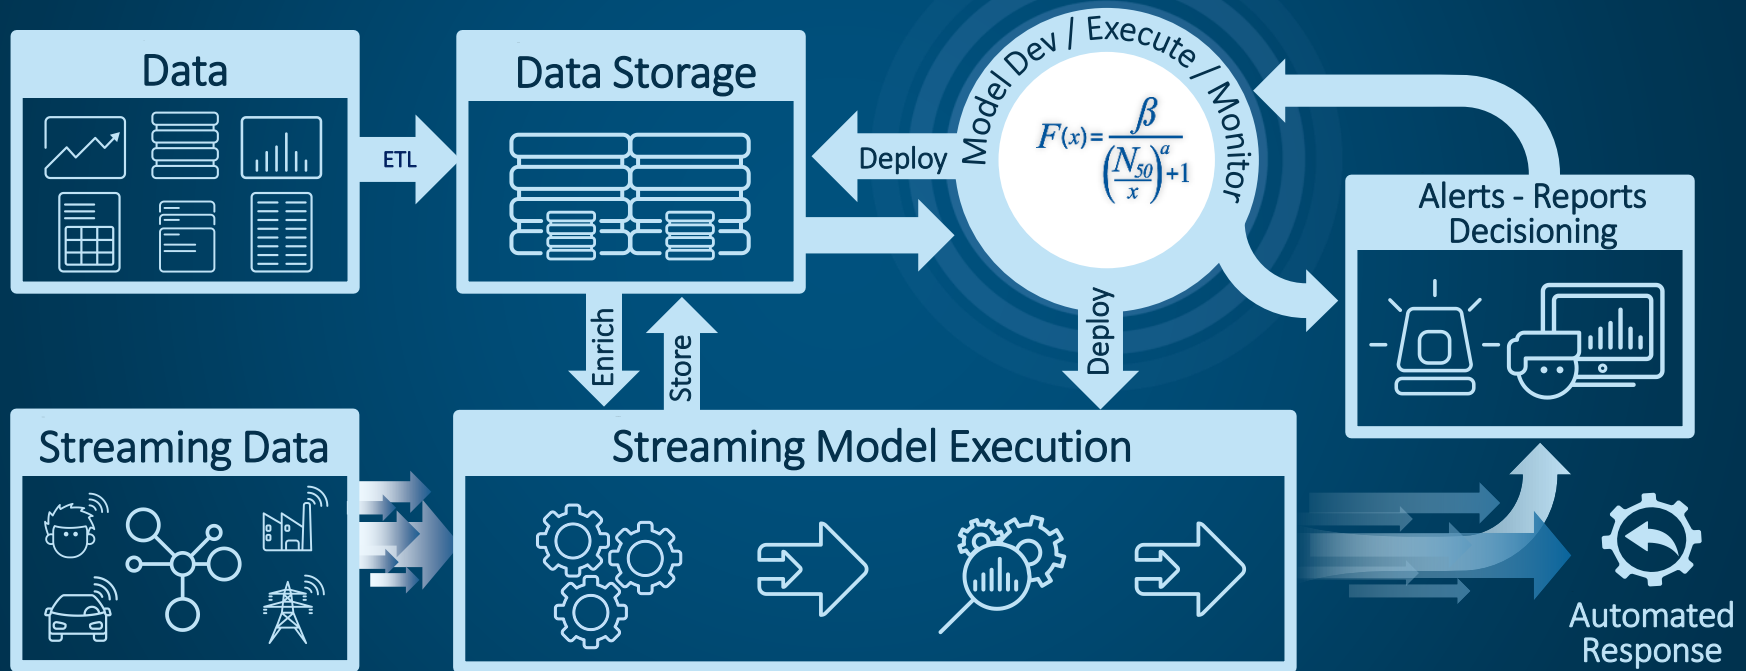 Data
ETL
Data Storage
Deploy
Model Dev / Execute / Monitor
F(x)= β / (N50/x)^a +1
Alerts - Reports
Decisioning
Enrich
Store
Deploy
Streaming Data
Streaming Model Execution
Automated
Response